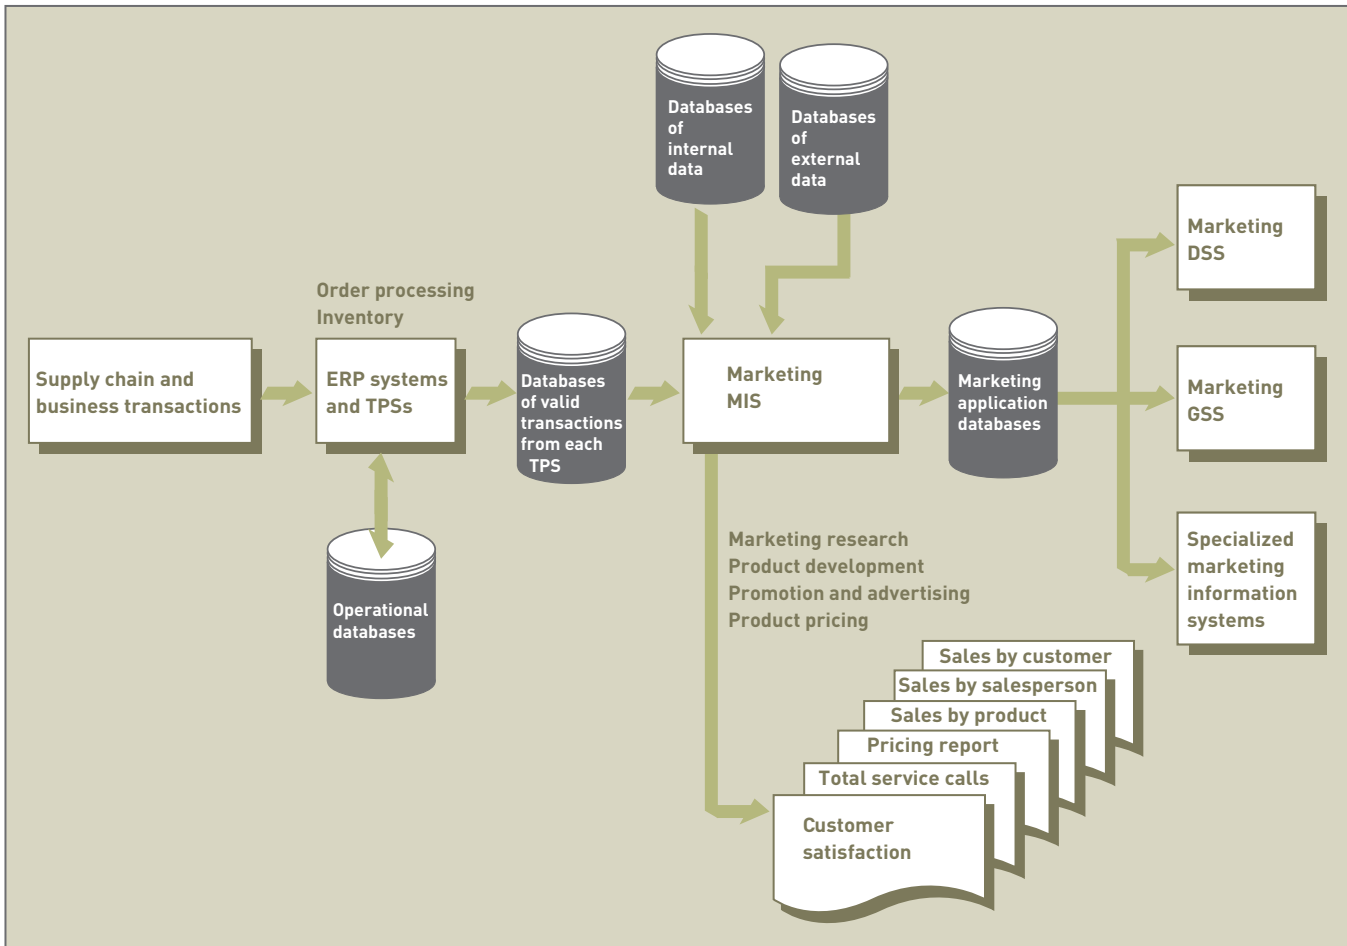 Databases
of
internal
data
Databases
of
external
data
Order processing
Inventory
Supply chain and
business transactions
ERP systems
and TPSs
Databases
of valid
transactions
from each
TPS
Marketing
MIS
Marketing
application
databases
Marketing
DSS
Marketing
GSS
Specialized
marketing
information
systems
Operational
databases
Marketing research
Product development
Promotion and advertising
Product pricing
Sales by customer
Sales by salesperson
Sales by product
Pricing report
Total service calls
Customer
satisfaction